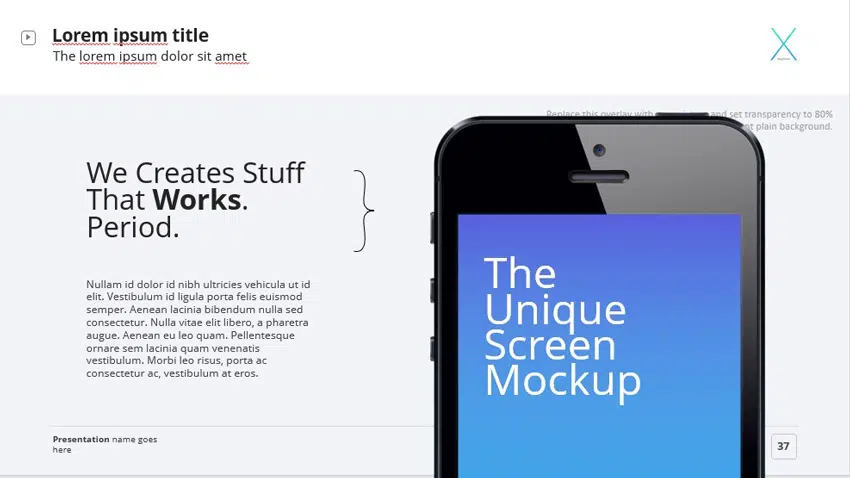 Lorem ipsum title
The lorem ipsum dolor sit amet
Replace this overlay with and set transparency to 80%
nt plain background.
We Creates Stuff
That Works.
Period.
Nullam id dolor id nibh ultricies vehicula ut id
elit. Vestibulum id ligula porta felis euismod
semper. Aenean lacinia bibendum nulla sed
consectetur. Nulla vitae elit libero, a pharetra
augue. Aenean eu leo quam. Pellentesque
ornare sem lacinia quam venenatis
vestibulum. Morbi leo risus, porta ac
consectetur ac, vestibulum at eros.
The
Unique
Screen
Mockup
Presentation name goes
here
37